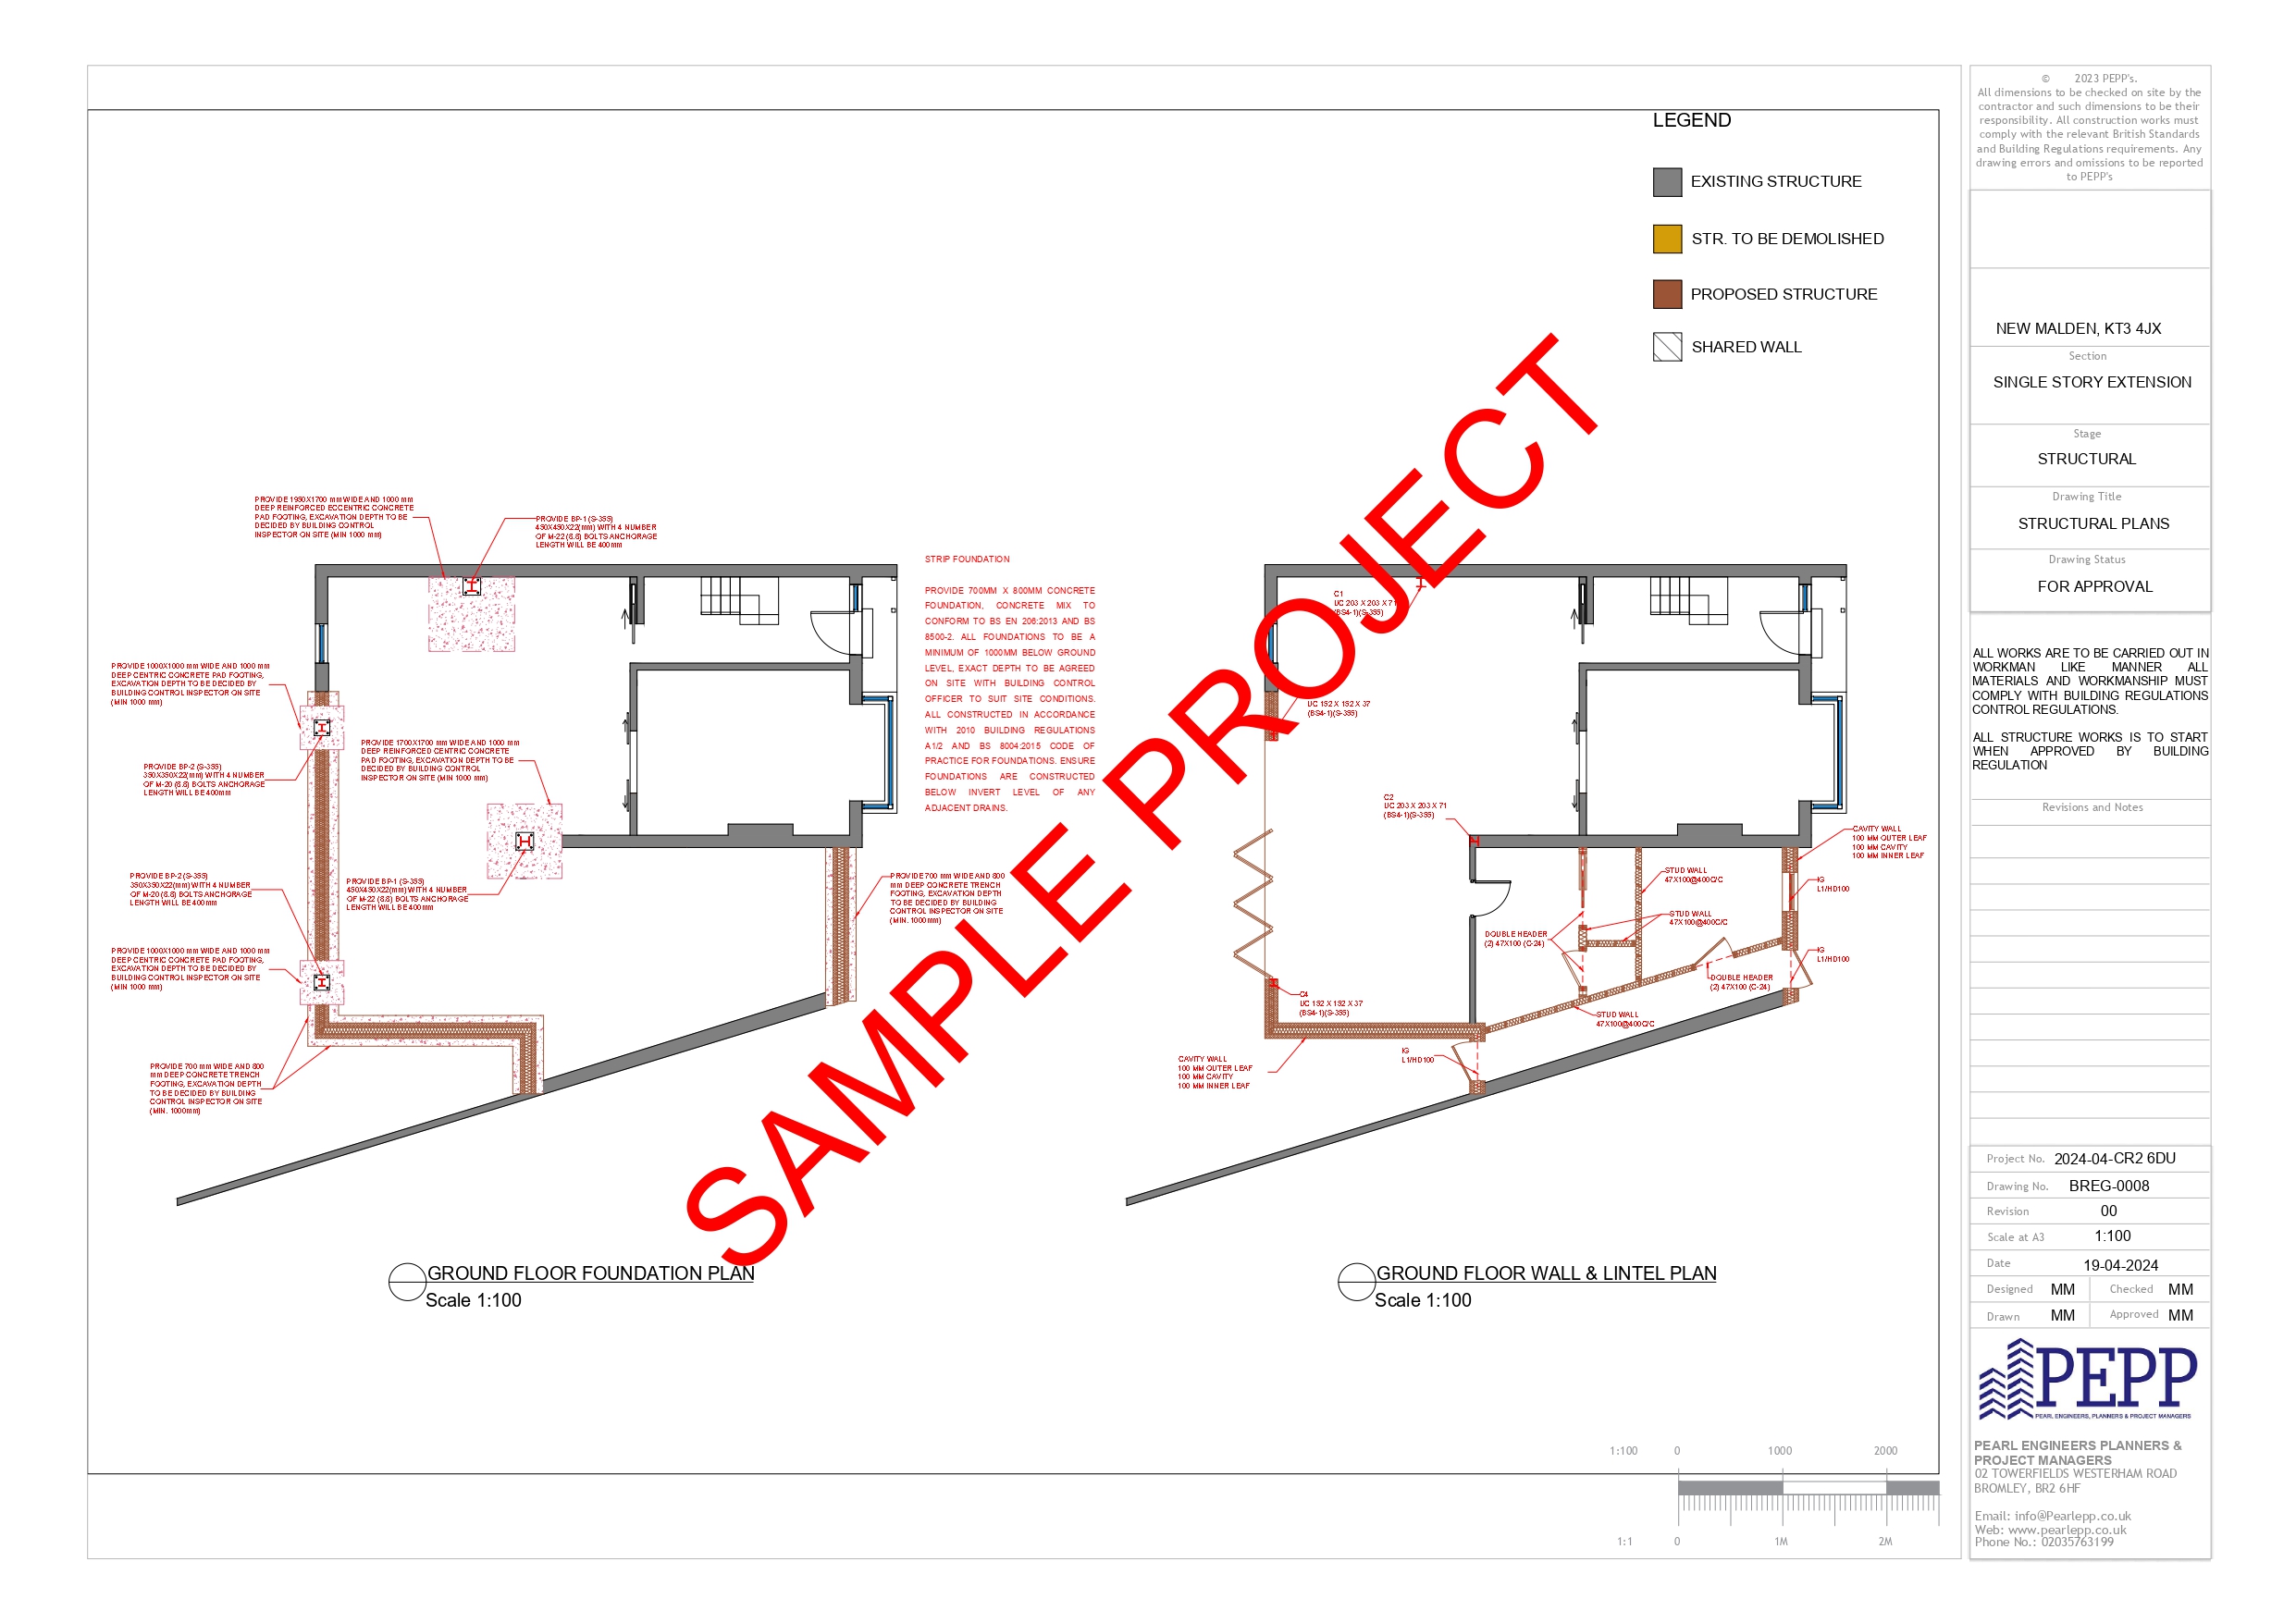 LEGEND
EXISTING STRUCTURE
STR. TO BE DEMOLISHED
PROPOSED STRUCTURE
SHARED WALL
PROVIDE 1950X1700 mm WIDE AND 1000 mm
DEEP REINFORCED ECCENTRIC CONCRETE
PAD FOOTING, EXCAVATION DEPTH TO BE
DECIDED BY BUILDING CONTROL
INSPECTOR ON SITE (MIN 1000 mm)
PROVIDE BP-1 (S-355)
450X450X22(mm) WITH 4 NUMBER
OF M-22 (8.8) BOLTS ANCHORAGE
LENGTH WILL BE 400mm
PROVIDE 1000X1000 mm WIDE AND 1000 mm
DEEP CENTRIC CONCRETE PAD FOOTING,
EXCAVATION DEPTH TO BE DECIDED BY
BUILDING CONTROL INSPECTOR ON SITE
(MIN 1000 mm)
PROVIDE BP-2 (S-355)
350X350X22(mm) WITH 4 NUMBER
OF M-20 (8.8) BOLTS ANCHORAGE
LENGTH WILL BE 400mm
PROVIDE 1700X1700 mm WIDE AND 1000 mm
DEEP REINFORCED CENTRIC CONCRETE
PAD FOOTING, EXCAVATION DEPTH TO BE
DECIDED BY BUILDING CONTROL
INSPECTOR ON SITE (MIN 1000 mm)
PROVIDE BP-2 (S-355)
350X350X22(mm) WITH 4 NUMBER
OF M-20 (8.8) BOLTS ANCHORAGE
LENGTH WILL BE 400mm
PROVIDE BP-1 (S-355)
450X450X22(mm) WITH 4 NUMBER
OF M-22 (8.8) BOLTS ANCHORAGE
LENGTH WILL BE 400mm
PROVIDE 1000X1000 mm WIDE AND 1000 mm
DEEP CENTRIC CONCRETE PAD FOOTING,
EXCAVATION DEPTH TO BE DECIDED BY
BUILDING CONTROL INSPECTOR ON SITE
(MIN 1000 mm)
PROVIDE 700 mm WIDE AND 800
mm DEEP CONCRETE TRENCH
FOOTING, EXCAVATION DEPTH
TO BE DECIDED BY BUILDING
CONTROL INSPECTOR ON SITE
(MIN. 1000mm)
PROVIDE 700 mm WIDE AND 800
mm DEEP CONCRETE TRENCH
FOOTING, EXCAVATION DEPTH
TO BE DECIDED BY BUILDING
CONTROL INSPECTOR ON SITE
(MIN. 1000mm)
STRIP FOUNDATION
PROVIDE 700MM X 800MM CONCRETE
FOUNDATION, CONCRETE MIX TO
CONFORM TO BS EN 206:2013 AND BS
8500-2. ALL FOUNDATIONS TO BE A
MINIMUM OF 1000MM BELOW GROUND
LEVEL, EXACT DEPTH TO BE AGREED
ON SITE WITH BUILDING CONTROL
OFFICER TO SUIT SITE CONDITIONS.
ALL CONSTRUCTED IN ACCORDANCE
WITH 2010 BUILDING REGULATIONS
A1/2 AND BS 8004:2015 CODE OF
PRACTICE FOR FOUNDATIONS. ENSURE
FOUNDATIONS ARE CONSTRUCTED
BELOW INVERT LEVEL OF ANY
ADJACENT DRAINS.
GROUND FLOOR FOUNDATION PLAN
Scale 1:100
SAMPLE PROJECT
C1
UC 203 X 203 X 71
(BS4-1)(S-355)
UC 152 X 152 X 37
(BS4-1)(S-355)
C2
UC 203 X 203 X 71
(BS4-1)(S-355)
C4
UC 152 X 152 X 37
(BS4-1)(S-355)
CAVITY WALL
100 MM OUTER LEAF
100 MM CAVITY
100 MM INNER LEAF
STUD WALL
47X100@400C/C
IG
L1/HD100
STUD WALL
47X100@400C/C
DOUBLE HEADER
(2) 47X100 (C-24)
IG
L1/HD100
DOUBLE HEADER
(2) 47X100 (C-24)
STUD WALL
47X100@400C/C
IG
L1/HD100
CAVITY WALL
100 MM OUTER LEAF
100 MM CAVITY
100 MM INNER LEAF
GROUND FLOOR WALL & LINTEL PLAN
Scale 1:100
1:100 0 1000 2000
1:1 0 1M 2M
© 2023 PEPP's.
All dimensions to be checked on site by the
contractor and such dimensions to be their
responsibility. All construction works must
comply with the relevant British Standards
and Building Regulations requirements. Any
drawing errors and omissions to be reported
to PEPP's
NEW MALDEN, KT3 4JX
Section
SINGLE STORY EXTENSION
Stage
STRUCTURAL
Drawing Title
STRUCTURAL PLANS
Drawing Status
FOR APPROVAL
ALL WORKS ARE TO BE CARRIED OUT IN
WORKMAN LIKE MANNER ALL
MATERIALS AND WORKMANSHIP MUST
COMPLY WITH BUILDING REGULATIONS
CONTROL REGULATIONS.
ALL STRUCTURE WORKS IS TO START
WHEN APPROVED BY BUILDING
REGULATION
Revisions and Notes
Project No. 2024-04-CR2 6DU
Drawing No. BREG-0008
Revision 00
Scale at A3 1:100
Date 19-04-2024
Designed MM Checked MM
Drawn MM Approved MM
PEPP
PEARL ENGINEERS, PLANNERS & PROJECT MANAGERS
PEARL ENGINEERS PLANNERS &
PROJECT MANAGERS
02 TOWERFIELDS WESTERHAM ROAD
BROMLEY, BR2 6HF
Email: info@Pearlepp.co.uk
Web: www.pearlepp.co.uk
Phone No.: 02035763199